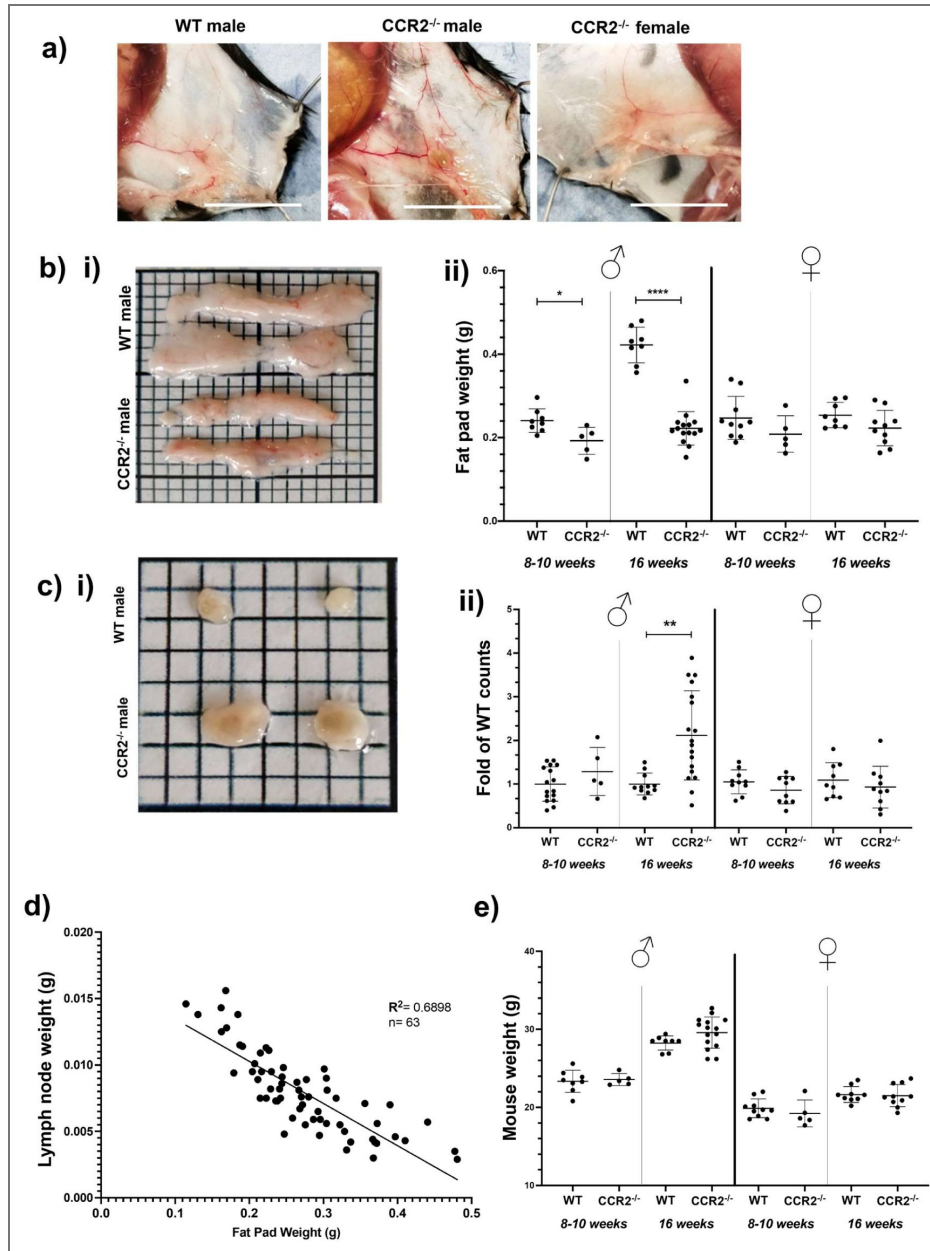 a)
WT male
CCR2-/- male
CCR2-/- female
b) i)
WT male
CCR2-/- male
ii)
♂
♀
Fat pad weight (g)
0.6
0.4
0.2
0.0
*
****
WT CCR2-/- WT CCR2-/- WT CCR2-/- WT CCR2-/-
8-10 weeks 16 weeks 8-10 weeks 16 weeks
c) i)
WT male
CCR2-/- male
ii)
♂
♀
Fold of WT counts
5
4
3
2
1
0
**
WT CCR2-/- WT CCR2-/- WT CCR2-/- WT CCR2-/-
8-10 weeks 16 weeks 8-10 weeks 16 weeks
d)
Lymph node weight (g)
0.020
0.015
0.010
0.005
0.000
R2= 0.6898
n= 63
0.0 0.1 0.2 0.3 0.4 0.5
Fat Pad Weight (g)
e)
♂
♀
Mouse weight (g)
40
30
20
10
WT CCR2-/- WT CCR2-/- WT CCR2-/- WT CCR2-/-
8-10 weeks 16 weeks 8-10 weeks 16 weeks